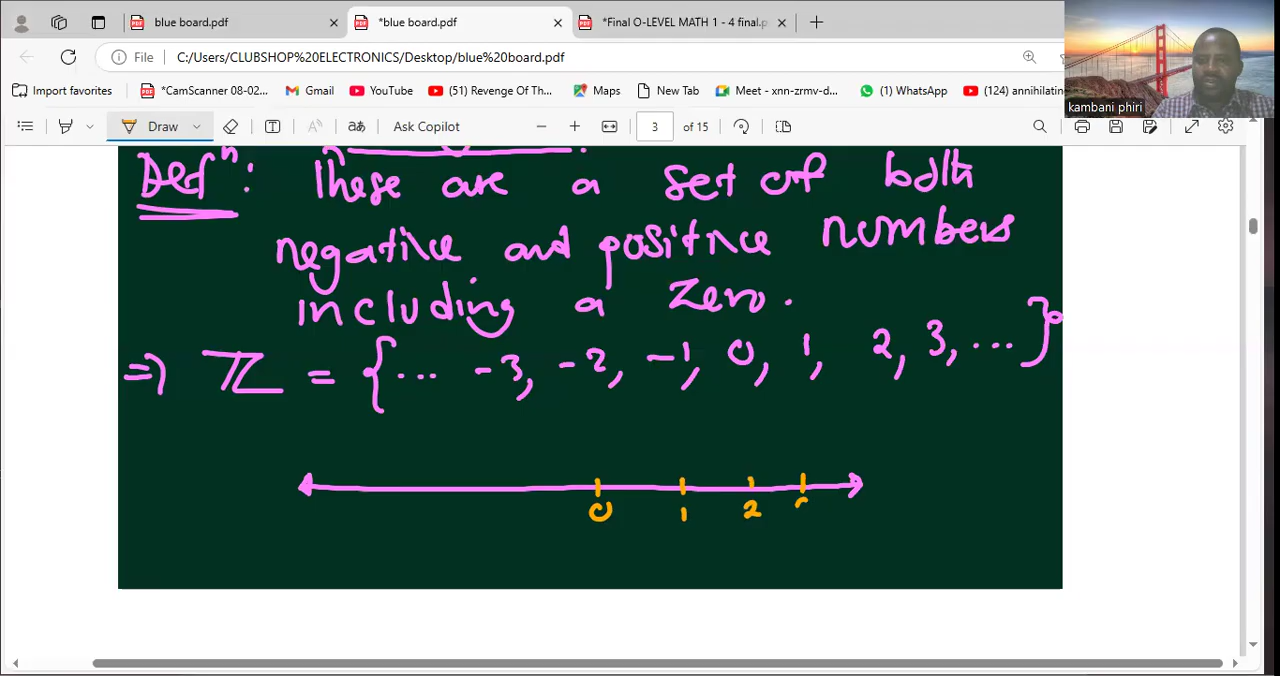 blue board.pdf
*blue board.pdf
*Final O-LEVEL MATH 1 - 4 final.p
File C:/Users/CLUBSHOP%20ELECTRONICS/Desktop/blue%20board.pdf
Import favorites
*CamScanner 08-02...
Gmail
YouTube
(51) Revenge Of Th...
Maps
New Tab
Meet - xnn-zrmv-d...
(1) WhatsApp
(124) annihilatin
kambani phiri
Draw
Ask Copilot
3 of 15
Defⁿ: These are a set of both
negative and positive numbers
including a zero.
⇒ ℤ = {... -3, -2, -1, 0, 1, 2, 3, ...}
0 1 2